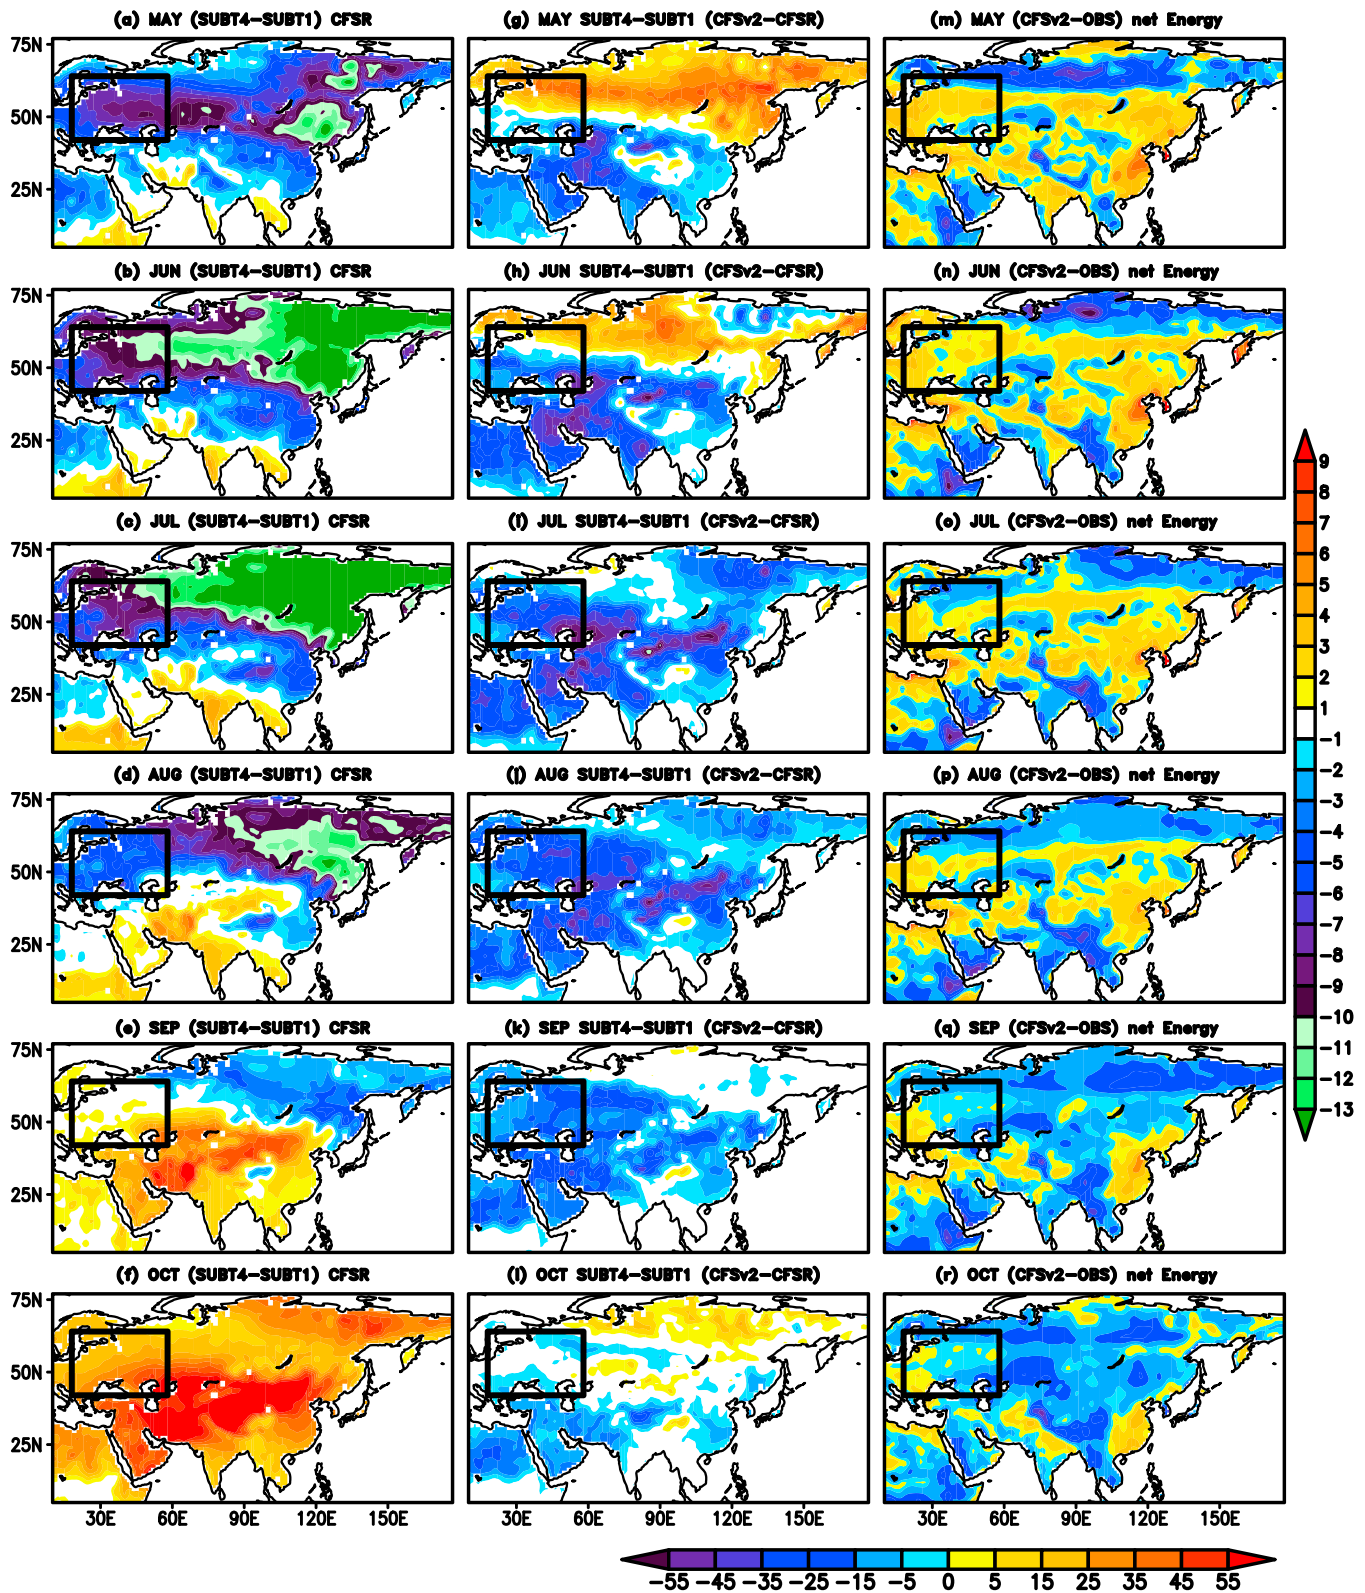 (a) MAY (SUBT4-SUBT1) CFSR
(g) MAY SUBT4-SUBT1 (CFSv2-CFSR)
(m) MAY (CFSv2-OBS) net Energy
75N
50N
25N
(b) JUN (SUBT4-SUBT1) CFSR
(h) JUN SUBT4-SUBT1 (CFSv2-CFSR)
(n) JUN (CFSv2-OBS) net Energy
75N
50N
25N
(c) JUL (SUBT4-SUBT1) CFSR
(i) JUL SUBT4-SUBT1 (CFSv2-CFSR)
(o) JUL (CFSv2-OBS) net Energy
75N
50N
25N
(d) AUG (SUBT4-SUBT1) CFSR
(j) AUG SUBT4-SUBT1 (CFSv2-CFSR)
(p) AUG (CFSv2-OBS) net Energy
75N
50N
25N
(e) SEP (SUBT4-SUBT1) CFSR
(k) SEP SUBT4-SUBT1 (CFSv2-CFSR)
(q) SEP (CFSv2-OBS) net Energy
75N
50N
25N
(f) OCT (SUBT4-SUBT1) CFSR
(l) OCT SUBT4-SUBT1 (CFSv2-CFSR)
(r) OCT (CFSv2-OBS) net Energy
75N
50N
25N
30E 60E 90E 120E 150E
30E 60E 90E 120E 150E
30E 60E 90E 120E 150E
9
8
7
6
5
4
3
2
1
-1
-2
-3
-4
-5
-6
-7
-8
-9
-10
-11
-12
-13
-55 -45 -35 -25 -15 -5 0 5 15 25 35 45 55